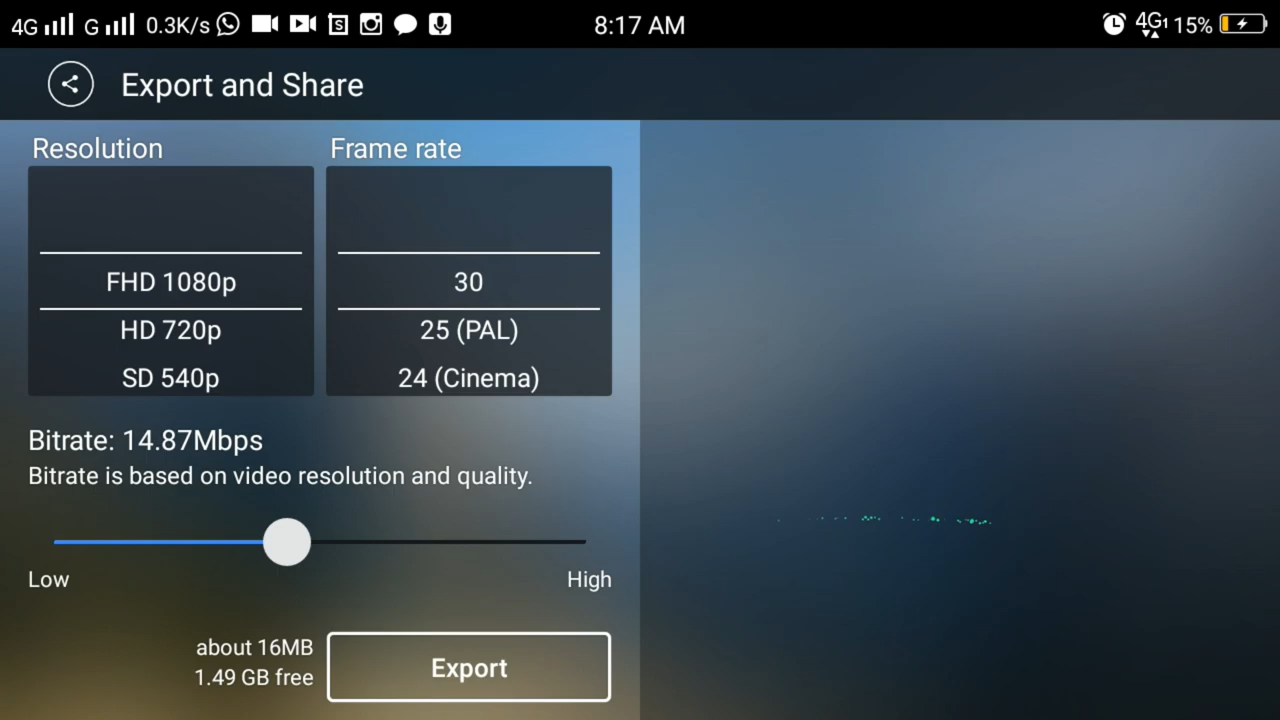 4G G 0.3K/s 8:17 AM 4G1 15%
Export and Share
Resolution Frame rate
FHD 1080p 30
HD 720p 25 (PAL)
SD 540p 24 (Cinema)
Bitrate: 14.87Mbps
Bitrate is based on video resolution and quality.
Low High
about 16MB
1.49 GB free
Export